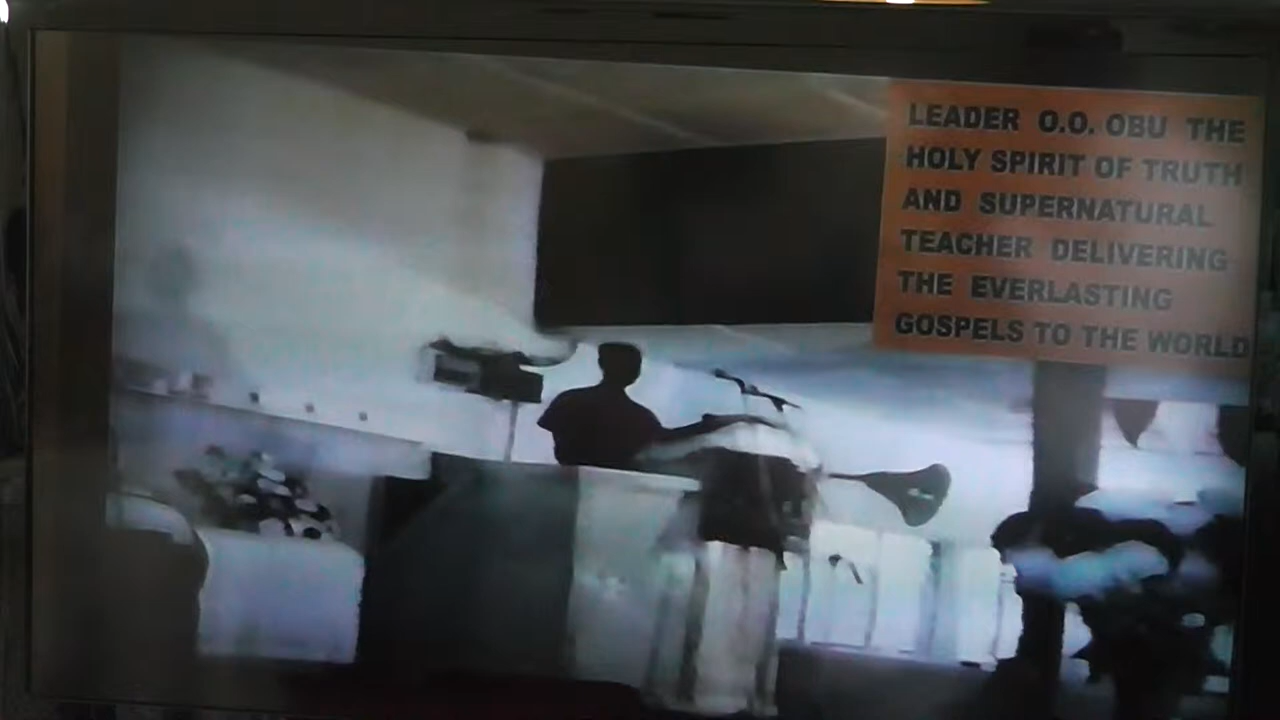 LEADER O.O. OBU THE
HOLY SPIRIT OF TRUTH
AND SUPERNATURAL
TEACHER DELIVERING
THE EVERLASTING
GOSPELS TO THE WORLD